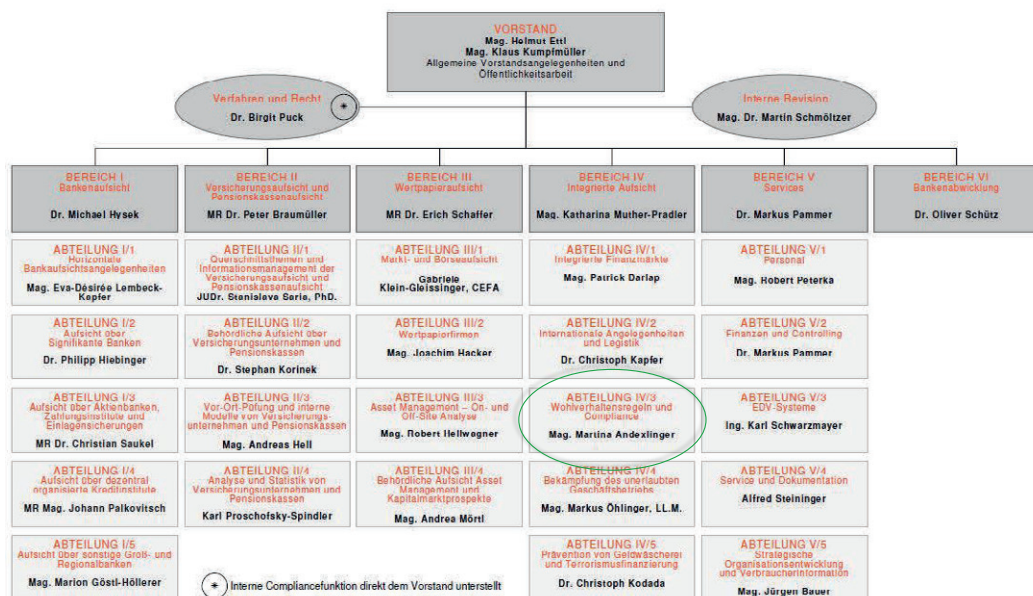 VORSTAND
Mag. Helmut Ettl
Mag. Klaus Kumpfmüller
Allgemeine Vorstandsangelegenheiten und
Öffentlichkeitsarbeit
Verfahren und Recht
Dr. Birgit Puck
*
Interne Revision
Mag. Dr. Martin Schmöltzer
BEREICH I
Bankenaufsicht
Dr. Michael Hysek
BEREICH II
Versicherungsaufsicht und
Pensionskassenaufsicht
MR Dr. Peter Braumüller
BEREICH III
Wertpapieraufsicht
MR Dr. Erich Schaffer
BEREICH IV
Integrierte Aufsicht
Mag. Katharina Muther-Pradler
BEREICH V
Services
Dr. Markus Pammer
BEREICH VI
Bankenabwicklung
Dr. Oliver Schütz
ABTEILUNG I/1
Horizontale
Bankaufsichtsangelegenheiten
Mag. Eva-Désirée Lembeck-
Kapfer
ABTEILUNG II/1
Querschnittsthemen und
Informationsmanagement der
Versicherungsaufsicht und
Pensionskassenaufsicht
JUDr. Stanislava Saria, PhD.
ABTEILUNG III/1
Markt- und Börseaufsicht
Gabriele
Klein-Gleissinger, CEFA
ABTEILUNG IV/1
Integrierte Finanzmärkte
Mag. Patrick Darlap
ABTEILUNG V/1
Personal
Mag. Robert Peterka
ABTEILUNG I/2
Aufsicht über
Signifikante Banken
Dr. Philipp Hiebinger
ABTEILUNG II/2
Behördliche Aufsicht über
Versicherungsunternehmen und
Pensionskassen
Dr. Stephan Korinek
ABTEILUNG III/2
Wertpapierfirmen
Mag. Joachim Hacker
ABTEILUNG IV/2
Internationale Angelegenheiten
und Legistik
Dr. Christoph Kapfer
ABTEILUNG V/2
Finanzen und Controlling
Dr. Markus Pammer
ABTEILUNG I/3
Aufsicht über Aktienbanken,
Zahlungsinstitute und
Einlagensicherungen
MR Dr. Christian Saukel
ABTEILUNG II/3
Vor-Ort-Püfung und interne
Modelle von Versicherungs-
unternehmen und Pensionskassen
Mag. Andreas Hell
ABTEILUNG III/3
Asset Management – On- und
Off-Site Analyse
Mag. Robert Hellwagner
ABTEILUNG IV/3
Wohlverhaltensregeln und
Compliance
Mag. Martina Andexlinger
ABTEILUNG V/3
EDV-Systeme
Ing. Karl Schwarzmayer
ABTEILUNG I/4
Aufsicht über dezentral
organisierte Kreditinstitute
MR Mag. Johann Palkovitsch
ABTEILUNG II/4
Analyse und Statistik von
Versicherungsunternehmen und
Pensionskassen
Karl Proschofsky-Spindler
ABTEILUNG III/4
Behördliche Aufsicht Asset
Management und
Kapitalmarktprospekte
Mag. Andrea Mörtl
ABTEILUNG IV/4
Bekämpfung des unerlaubten
Geschäftsbetriebs
Mag. Markus Öhlinger, LL.M.
ABTEILUNG V/4
Service und Dokumentation
Alfred Steininger
ABTEILUNG I/5
Aufsicht über sonstige Groß- und
Regionalbanken
Mag. Marion Göstl-Höllerer
ABTEILUNG IV/5
Prävention von Geldwäscherei
und Terrorismusfinanzierung
Dr. Christoph Kodada
ABTEILUNG V/5
Strategische
Organisationsentwicklung
und Verbraucherinformation
Mag. Jürgen Bauer
* Interne Compliancefunktion direkt dem Vorstand unterstellt